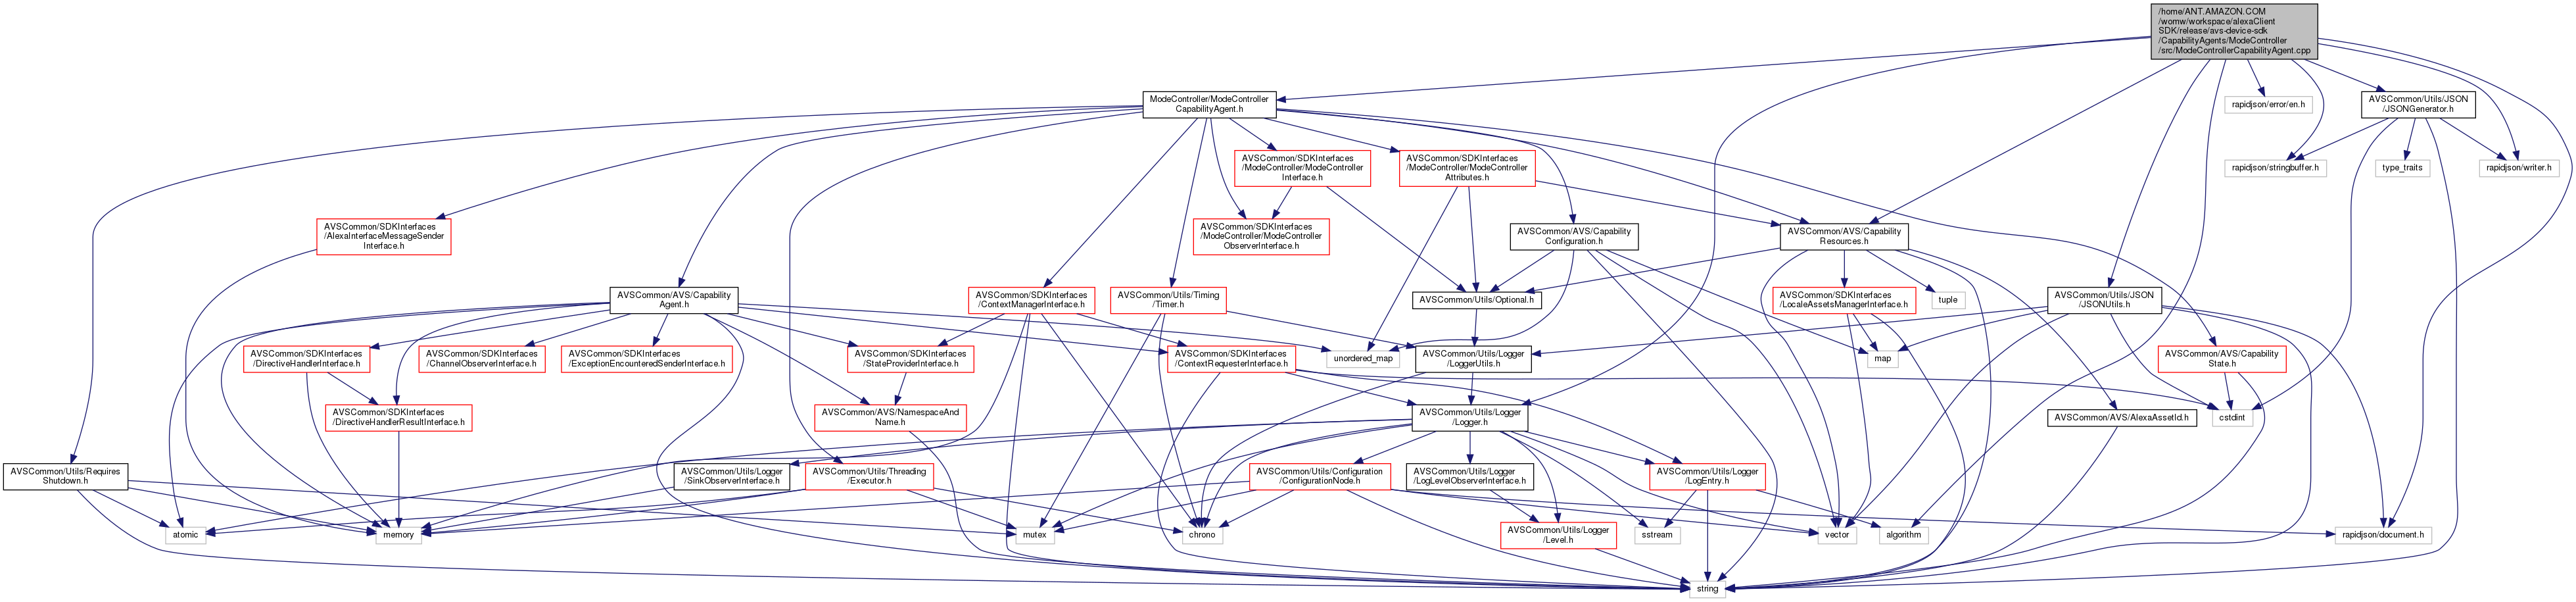 /home/ANT.AMAZON.COM
/womw/workspace/alexaClient
SDK/release/avs-device-sdk
/CapabilityAgents/ModeController
/src/ModeControllerCapabilityAgent.cpp
ModeController/ModeController
CapabilityAgent.h
rapidjson/error/en.h
AVSCommon/Utils/JSON
/JSONGenerator.h
AVSCommon/SDKInterfaces
/ModeController/ModeController
Interface.h
AVSCommon/SDKInterfaces
/ModeController/ModeController
Attributes.h
rapidjson/stringbuffer.h
type_traits
rapidjson/writer.h
AVSCommon/SDKInterfaces
/AlexaInterfaceMessageSender
Interface.h
AVSCommon/SDKInterfaces
/ModeController/ModeController
ObserverInterface.h
AVSCommon/AVS/Capability
Configuration.h
AVSCommon/AVS/Capability
Resources.h
AVSCommon/AVS/Capability
Agent.h
AVSCommon/SDKInterfaces
/ContextManagerInterface.h
AVSCommon/Utils/Timing
/Timer.h
AVSCommon/Utils/Optional.h
AVSCommon/SDKInterfaces
/LocaleAssetsManagerInterface.h
tuple
AVSCommon/Utils/JSON
/JSONUtils.h
AVSCommon/SDKInterfaces
/DirectiveHandlerInterface.h
AVSCommon/SDKInterfaces
/ChannelObserverInterface.h
AVSCommon/SDKInterfaces
/ExceptionEncounteredSenderInterface.h
AVSCommon/SDKInterfaces
/StateProviderInterface.h
AVSCommon/SDKInterfaces
/ContextRequesterInterface.h
unordered_map
AVSCommon/Utils/Logger
/LoggerUtils.h
map
AVSCommon/AVS/Capability
State.h
AVSCommon/SDKInterfaces
/DirectiveHandlerResultInterface.h
AVSCommon/AVS/NamespaceAnd
Name.h
AVSCommon/Utils/Logger
/Logger.h
AVSCommon/AVS/AlexaAssetId.h
cstdint
AVSCommon/Utils/Requires
Shutdown.h
AVSCommon/Utils/Logger
/SinkObserverInterface.h
AVSCommon/Utils/Threading
/Executor.h
AVSCommon/Utils/Configuration
/ConfigurationNode.h
AVSCommon/Utils/Logger
/LogLevelObserverInterface.h
AVSCommon/Utils/Logger
/LogEntry.h
atomic
memory
mutex
chrono
AVSCommon/Utils/Logger
/Level.h
sstream
vector
algorithm
rapidjson/document.h
string